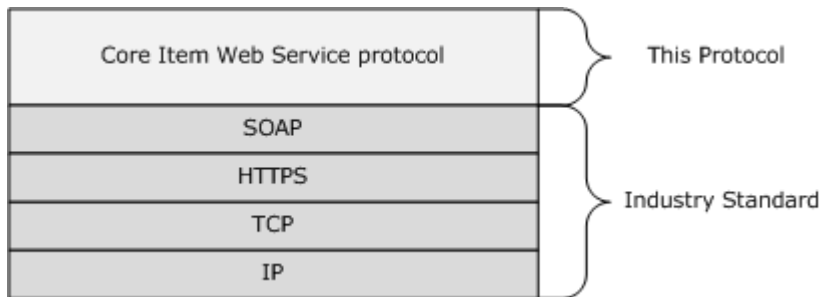 Core Item Web Service protocol
This Protocol
SOAP
HTTPS
TCP
IP
Industry Standard